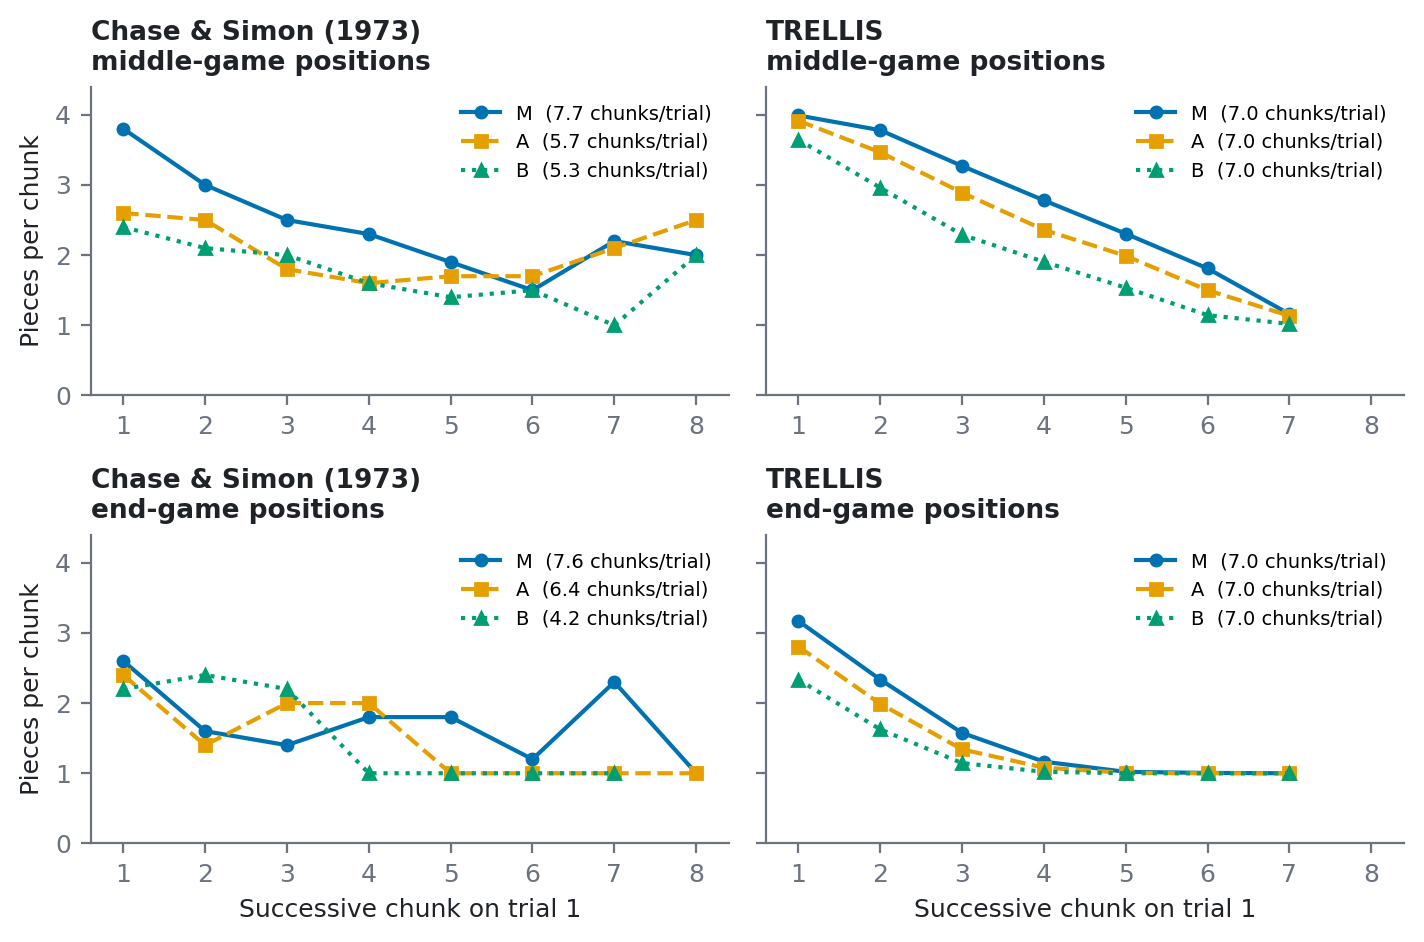 Chase & Simon (1973)
middle-game positions
Pieces per chunk
4
3
2
1
0
1 2 3 4 5 6 7 8
M (7.7 chunks/trial)
A (5.7 chunks/trial)
B (5.3 chunks/trial)
TRELLIS
middle-game positions
M (7.0 chunks/trial)
A (7.0 chunks/trial)
B (7.0 chunks/trial)
1 2 3 4 5 6 7 8
Chase & Simon (1973)
end-game positions
Pieces per chunk
4
3
2
1
0
M (7.6 chunks/trial)
A (6.4 chunks/trial)
B (4.2 chunks/trial)
1 2 3 4 5 6 7 8
Successive chunk on trial 1
TRELLIS
end-game positions
M (7.0 chunks/trial)
A (7.0 chunks/trial)
B (7.0 chunks/trial)
1 2 3 4 5 6 7 8
Successive chunk on trial 1